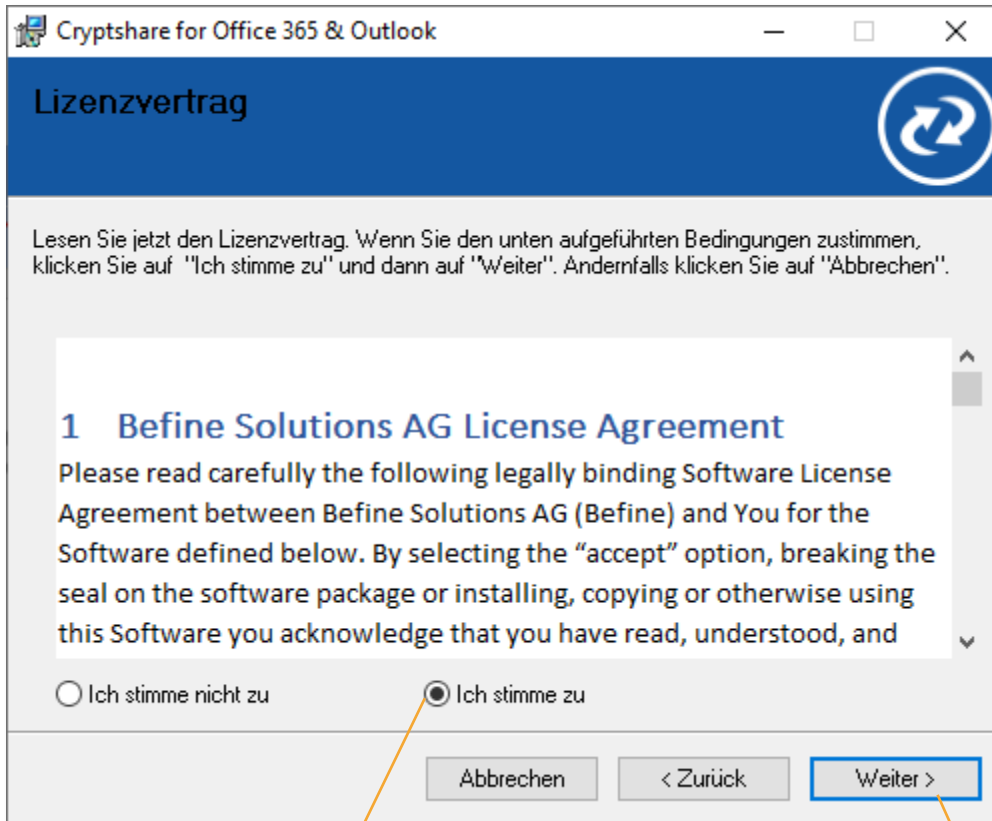 Cryptshare for Office 365 & Outlook
Lizenzvertrag
Lesen Sie jetzt den Lizenzvertrag. Wenn Sie den unten aufgeführten Bedingungen zustimmen,
klicken Sie auf "Ich stimme zu" und dann auf "Weiter". Andernfalls klicken Sie auf "Abbrechen".
1 Befine Solutions AG License Agreement
Please read carefully the following legally binding Software License
Agreement between Befine Solutions AG (Befine) and You for the
Software defined below. By selecting the “accept” option, breaking the
seal on the software package or installing, copying or otherwise using
this Software you acknowledge that you have read, understood, and
Ich stimme nicht zu
Ich stimme zu
Abbrechen
< Zurück
Weiter >